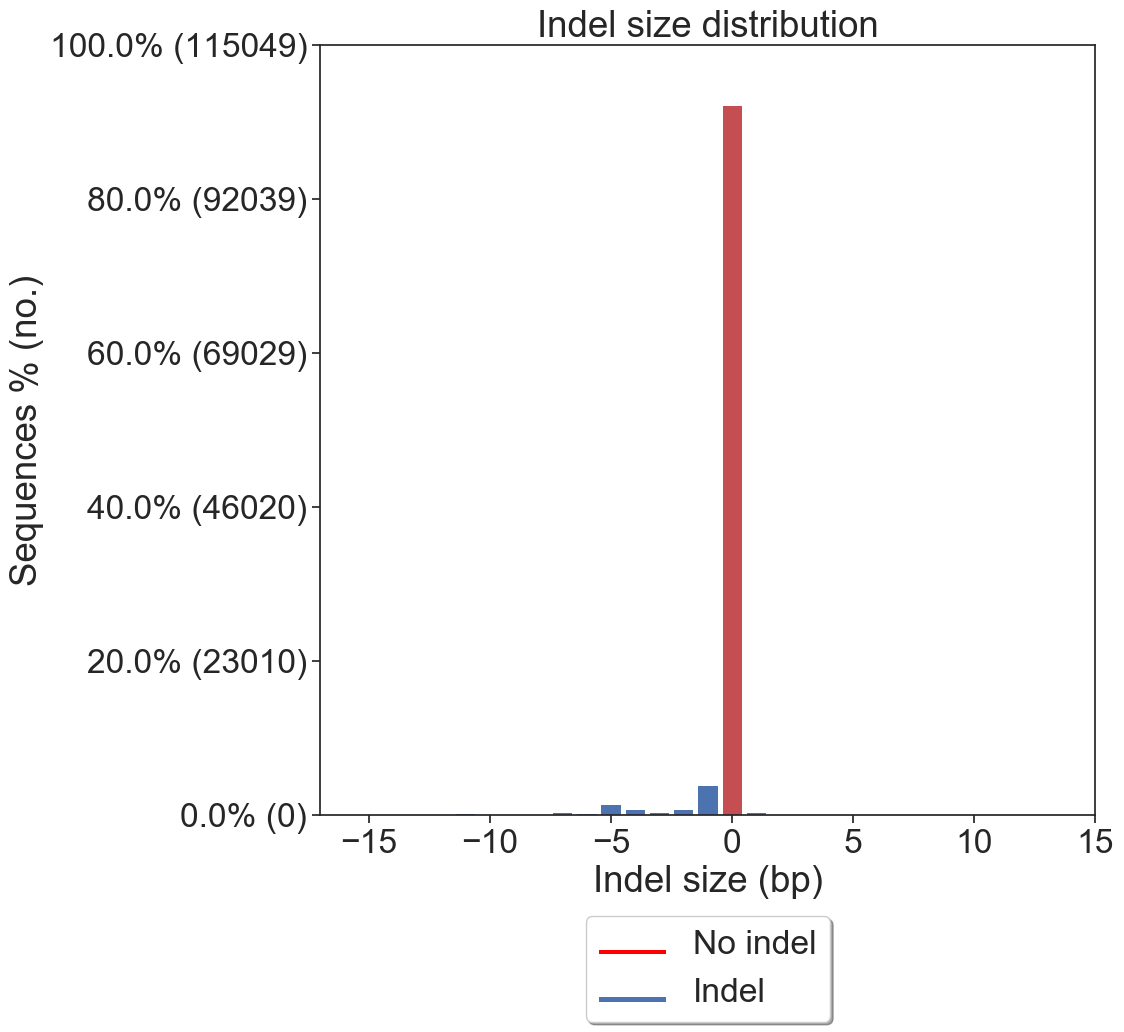 Indel size distribution
100.0% (115049)
80.0% (92039)
60.0% (69029)
40.0% (46020)
20.0% (23010)
0.0% (0)
Sequences % (no.)
−15
−10
−5
0
5
10
15
Indel size (bp)
No indel
Indel